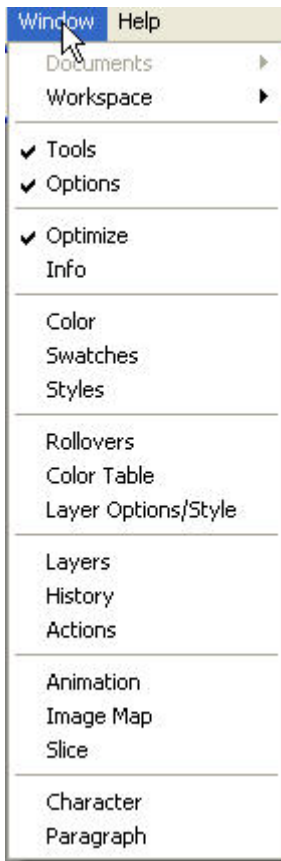 Window Help
Documents
Workspace
Tools
Options
Optimize
Info
Color
Swatches
Styles
Rollovers
Color Table
Layer Options/Style
Layers
History
Actions
Animation
Image Map
Slice
Character
Paragraph